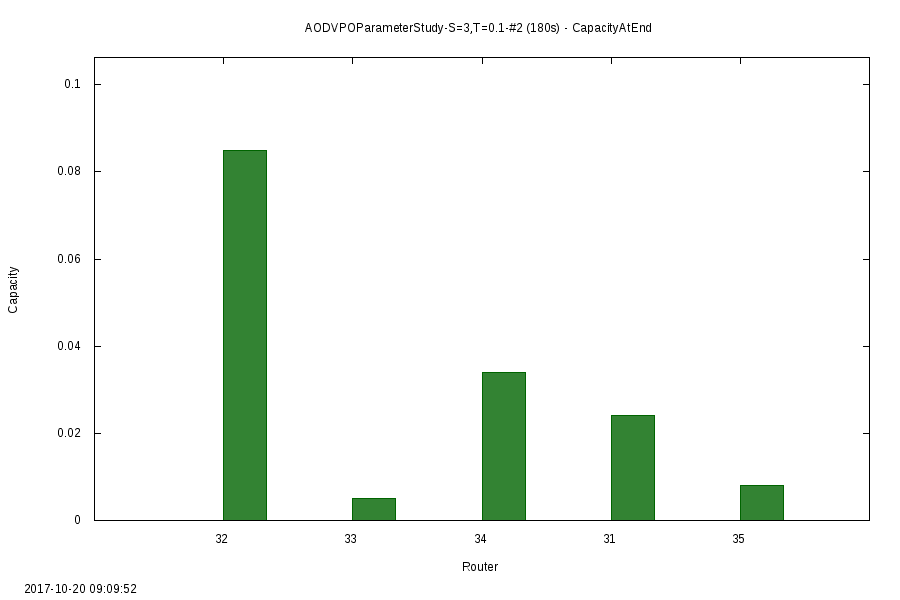 AODVPOParameterStudy-S=3,T=0.1-#2 (180s) - CapacityAtEnd
0.1
0.08
0.06
0.04
0.02
0
Capacity
32 33 34 31 35
Router
2017-10-20 09:09:52